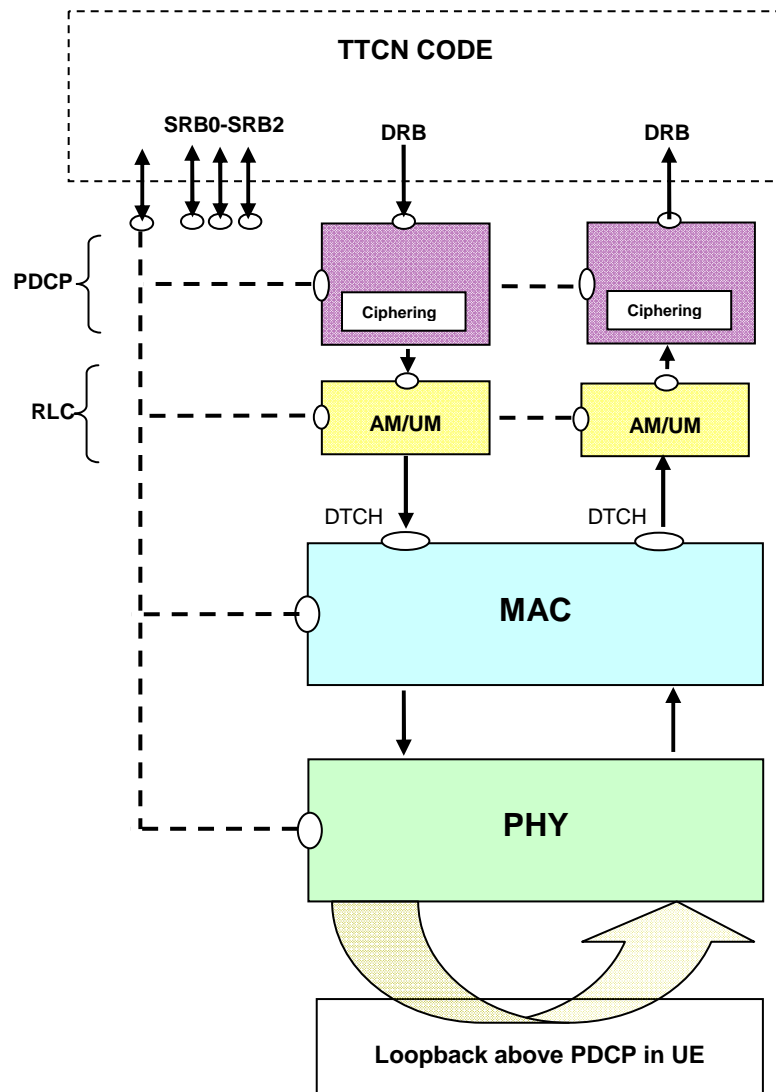 TTCN CODE
SRB0-SRB2
DRB
DRB
PDCP
Ciphering
Ciphering
RLC
AM/UM
AM/UM
DTCH
DTCH
MAC
PHY
Loopback above PDCP in UE